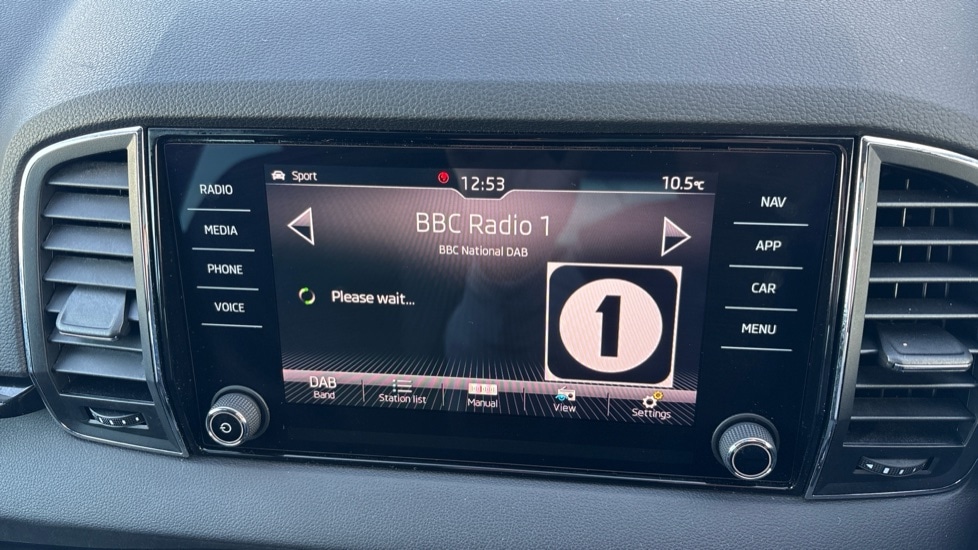 RADIO
MEDIA
PHONE
VOICE
Sport
12:53
10.5°C
BBC Radio 1
BBC National DAB
Please wait...
1
DAB
Band
Station list
Manual
View
Settings
NAV
APP
CAR
MENU